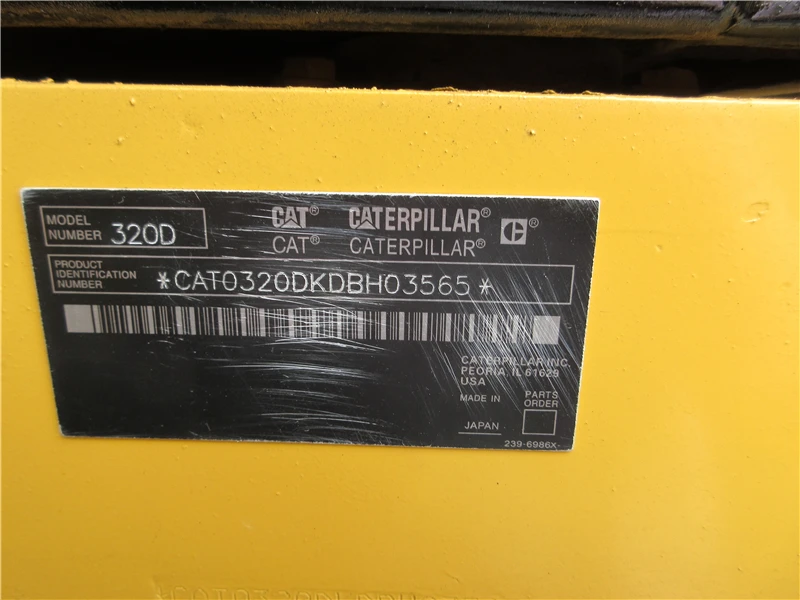 MODEL
NUMBER 320D
CAT® CATERPILLAR® C®
CAT® CATERPILLAR®
PRODUCT
IDENTIFICATION
NUMBER
*CAT0320DKDBH03565*
CATERPILLAR INC.
PEORIA, IL 61629
USA
MADE IN
JAPAN
PARTS
ORDER
239-6986X